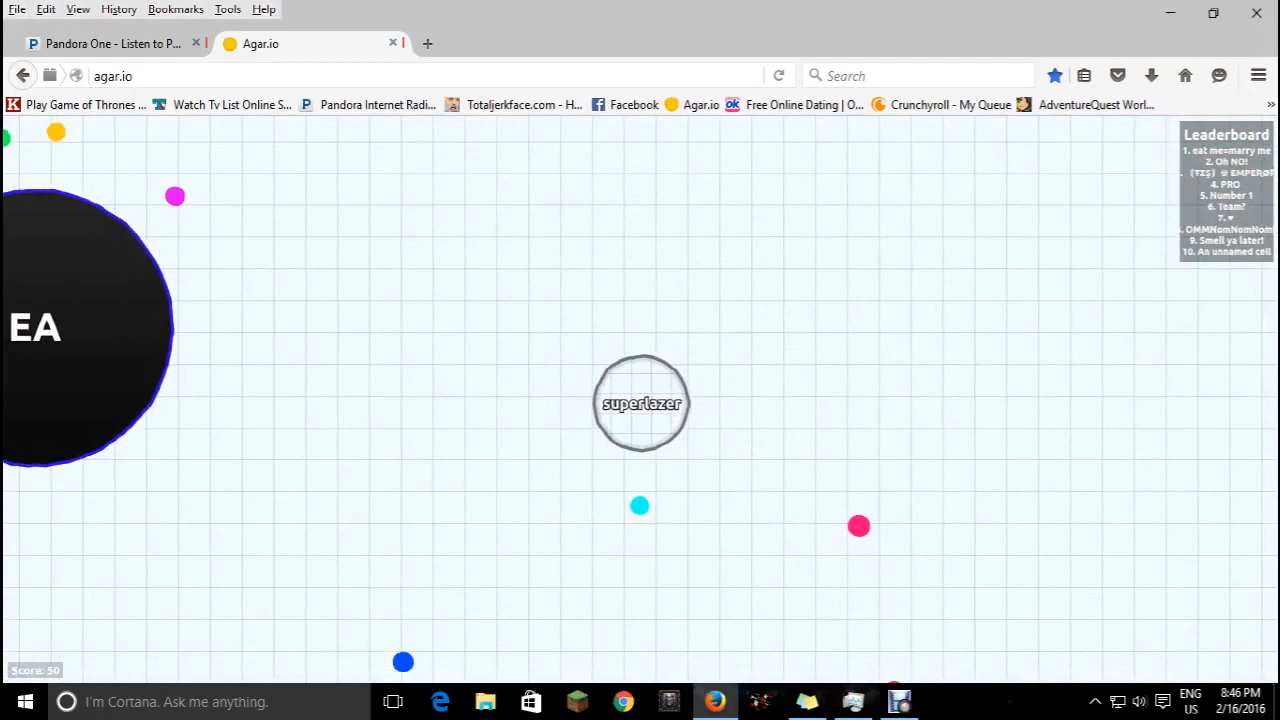 File Edit View History Bookmarks Tools Help
Pandora One - Listen to P...
Agar.io
agar.io
Search
Play Game of Thrones ... Watch Tv List Online S... Pandora Internet Radi... Totaljerkface.com - H... Facebook Agar.io Free Online Dating | O... Crunchyroll - My Queue AdventureQuest Worl... »
Leaderboard
1. eat me=marry me
2. Oh NO!
4. PRO
5. Number 1
6. Team?
7. ♥
OMMNomNomNom
9. Smell ya later!
10. An unnamed cell
EA
superlazer
Score: 50
I'm Cortana. Ask me anything.
ENG
US
8:46 PM
2/16/2016